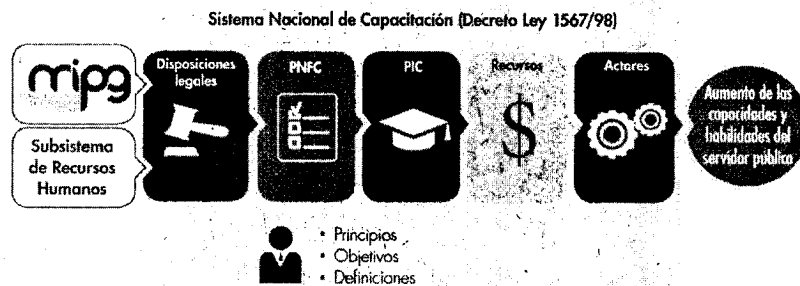 Sistema Nacional de Capacitación (Decreto Ley 1567/98)
mipg
Subsistema
de Recursos
Humanos
Disposiciones
legales
PNFC
PIC
Recursos
$
Actores
Aumento de las
capacidades y
habilidades del
servidor público
• Principios
• Objetivos
• Definiciones